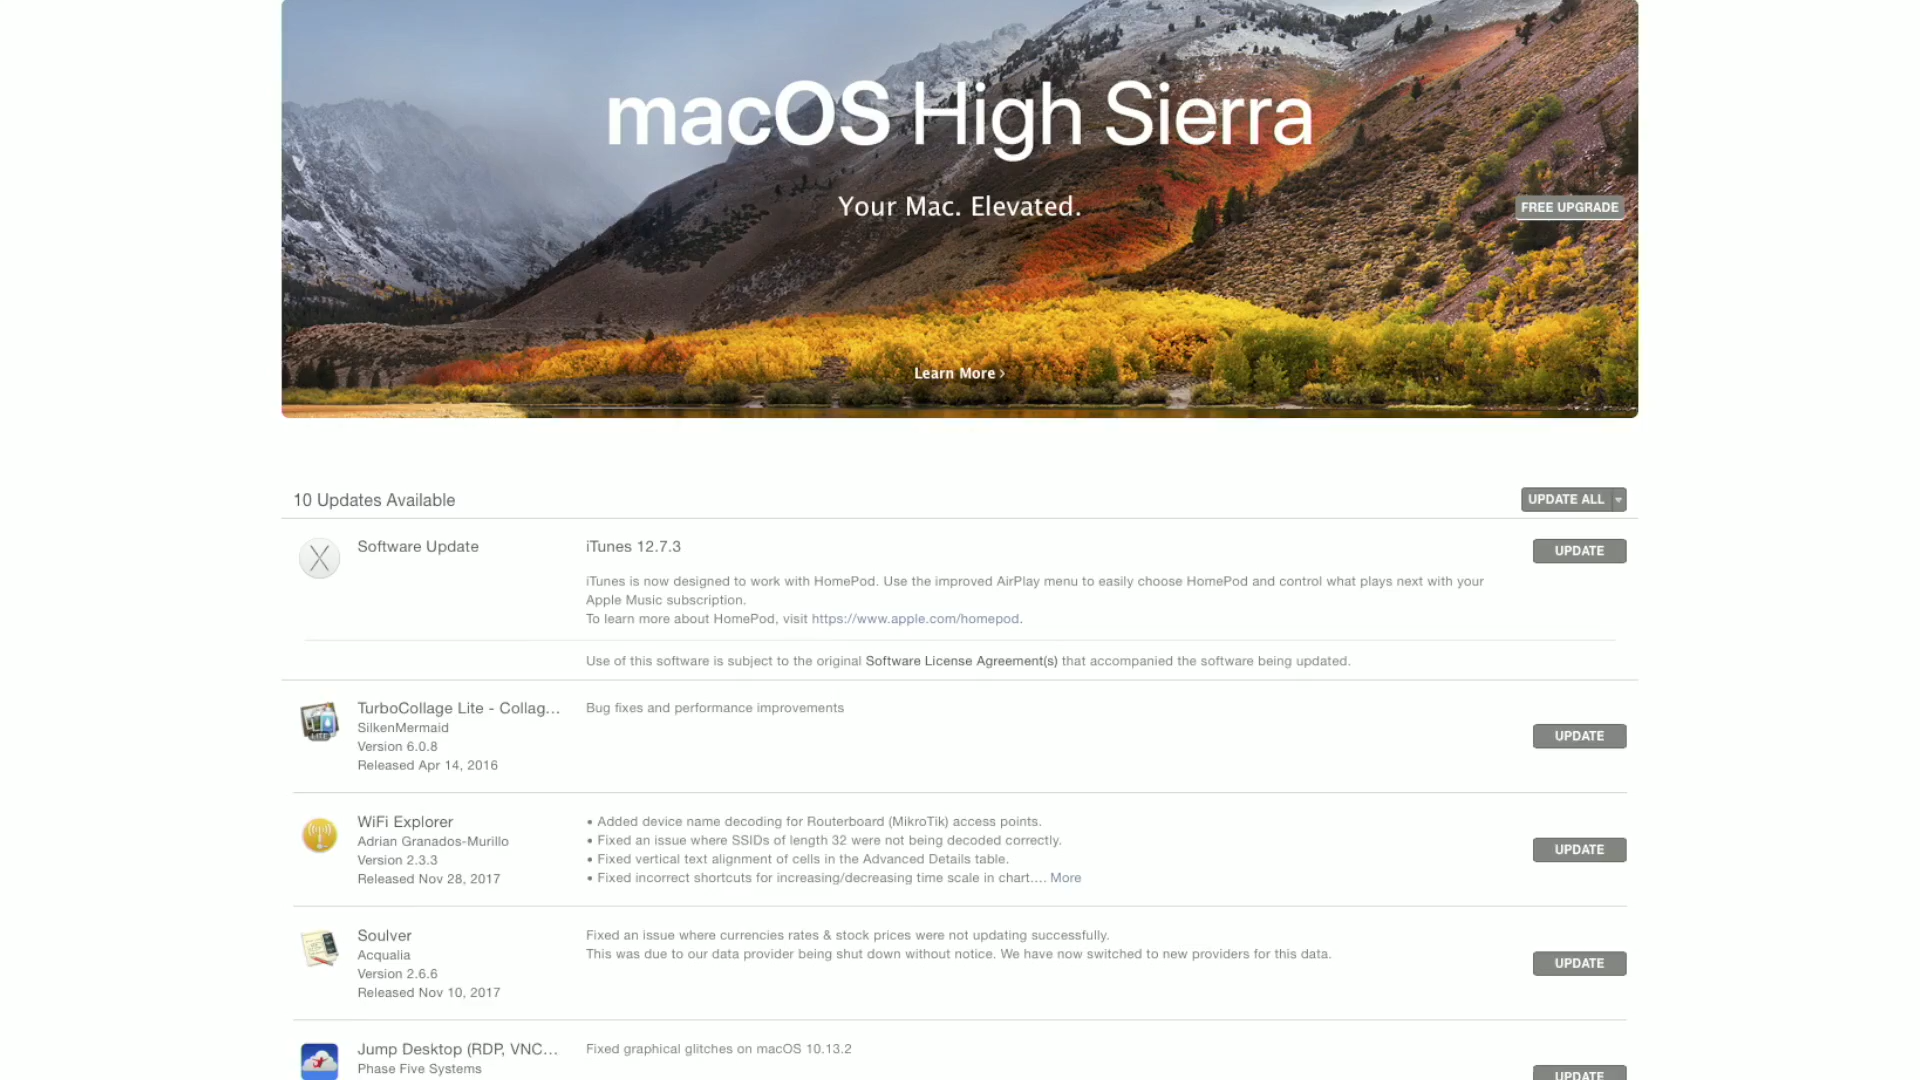 macOS High Sierra
Your Mac. Elevated.
FREE UPGRADE
Learn More ›
10 Updates Available
UPDATE ALL
Software Update
iTunes 12.7.3
UPDATE
iTunes is now designed to work with HomePod. Use the improved AirPlay menu to easily choose HomePod and control what plays next with your
Apple Music subscription.
To learn more about HomePod, visit https://www.apple.com/homepod.
Use of this software is subject to the original Software License Agreement(s) that accompanied the software being updated.
TurboCollage Lite - Collag...
SilkenMermaid
Version 6.0.8
Released Apr 14, 2016
Bug fixes and performance improvements
UPDATE
LITE
WiFi Explorer
Adrian Granados-Murillo
Version 2.3.3
Released Nov 28, 2017
• Added device name decoding for Routerboard (MikroTik) access points.
• Fixed an issue where SSIDs of length 32 were not being decoded correctly.
• Fixed vertical text alignment of cells in the Advanced Details table.
• Fixed incorrect shortcuts for increasing/decreasing time scale in chart.... More
UPDATE
Soulver
Acqualia
Version 2.6.6
Released Nov 10, 2017
Fixed an issue where currencies rates & stock prices were not updating successfully.
This was due to our data provider being shut down without notice. We have now switched to new providers for this data.
UPDATE
Jump Desktop (RDP, VNC...
Phase Five Systems
Fixed graphical glitches on macOS 10.13.2
UPDATE